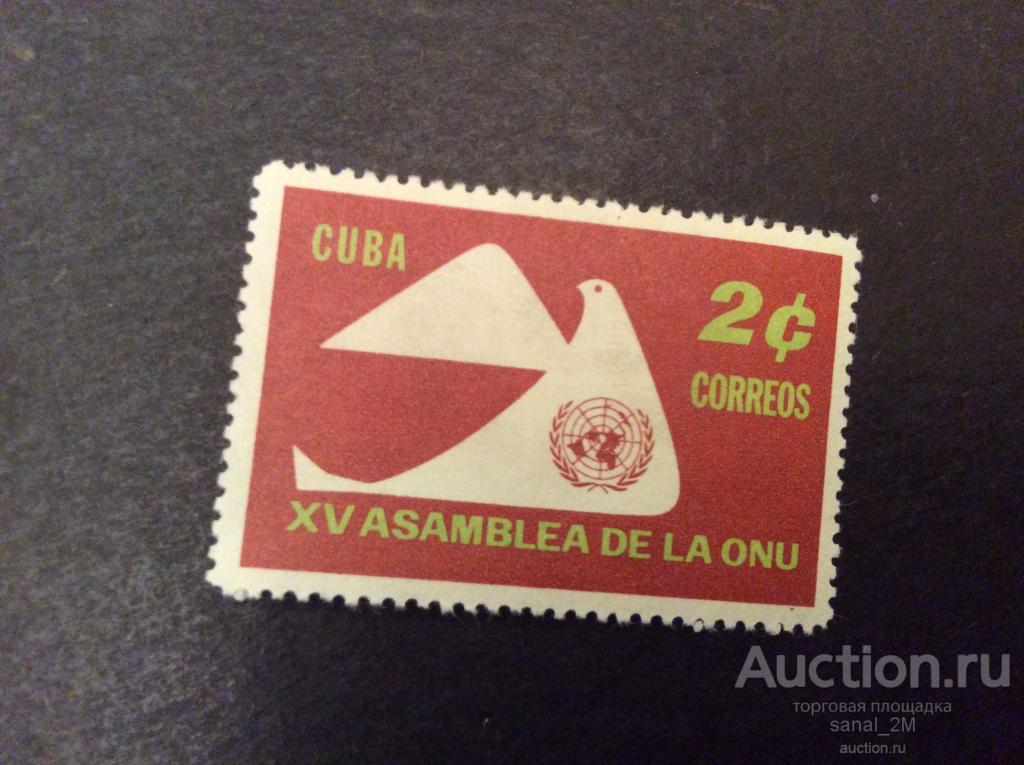 CUBA
2¢
CORREOS
XV ASAMBLEA DE LA ONU
Auction.ru
торговая площадка
sanal_2M
auction.ru